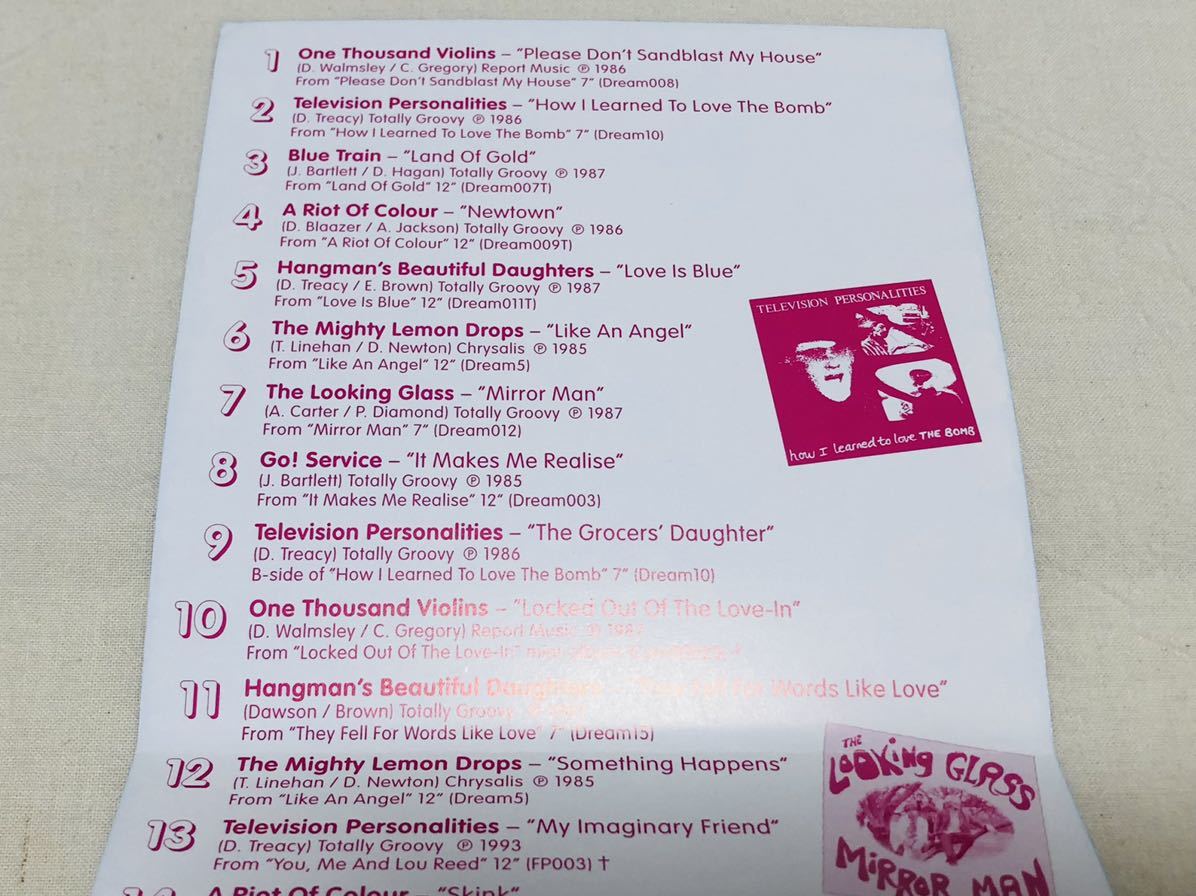 1 One Thousand Violins – "Please Don't Sandblast My House"
(D. Walmsley / C. Gregory) Report Music ℗ 1986
From "Please Don't Sandblast My House" 7" (Dream008)
2 Television Personalities – "How I Learned To Love The Bomb"
(D. Treacy) Totally Groovy ℗ 1986
From "How I Learned To Love The Bomb" 7" (Dream10)
3 Blue Train – "Land Of Gold"
(J. Bartlett / D. Hagan) Totally Groovy ℗ 1987
From "Land Of Gold" 12" (Dream007T)
4 A Riot Of Colour – "Newtown"
(D. Blaazer / A. Jackson) Totally Groovy ℗ 1986
From "A Riot Of Colour" 12" (Dream009T)
5 Hangman's Beautiful Daughters – "Love Is Blue"
(D. Treacy / E. Brown) Totally Groovy ℗ 1987
From "Love Is Blue" 12" (Dream011T)
6 The Mighty Lemon Drops – "Like An Angel"
(T. Linehan / D. Newton) Chrysalis ℗ 1985
From "Like An Angel" 12" (Dream5)
7 The Looking Glass – "Mirror Man"
(A. Carter / P. Diamond) Totally Groovy ℗ 1987
From "Mirror Man" 7" (Dream012)
8 Go! Service – "It Makes Me Realise"
(J. Bartlett) Totally Groovy ℗ 1985
From "It Makes Me Realise" 12" (Dream003)
9 Television Personalities – "The Grocers' Daughter"
(D. Treacy) Totally Groovy ℗ 1986
B-side of "How I Learned To Love The Bomb" 7" (Dream10)
10 One Thousand Violins – "Locked Out Of The Love-In"
(D. Walmsley / C. Gregory) Report Music ℗ 1987
From "Locked Out Of The Love-In" †
11 Hangman's Beautiful Daughters – "They Fell For Words Like Love"
(Dawson / Brown) Totally Groovy
From "They Fell For Words Like Love" 7" (Dream15)
12 The Mighty Lemon Drops – "Something Happens"
(T. Linehan / D. Newton) Chrysalis ℗ 1985
From "Like An Angel" 12" (Dream5)
13 Television Personalities – "My Imaginary Friend"
(D. Treacy) Totally Groovy ℗ 1993
From "You, Me And Lou Reed" 12" (FP003) †
14 A Riot Of Colour – "Skink"
TELEVISION PERSONALITIES
how I learned to love THE BOMB
THE
LOOKING GLASS
MIRROR MAN